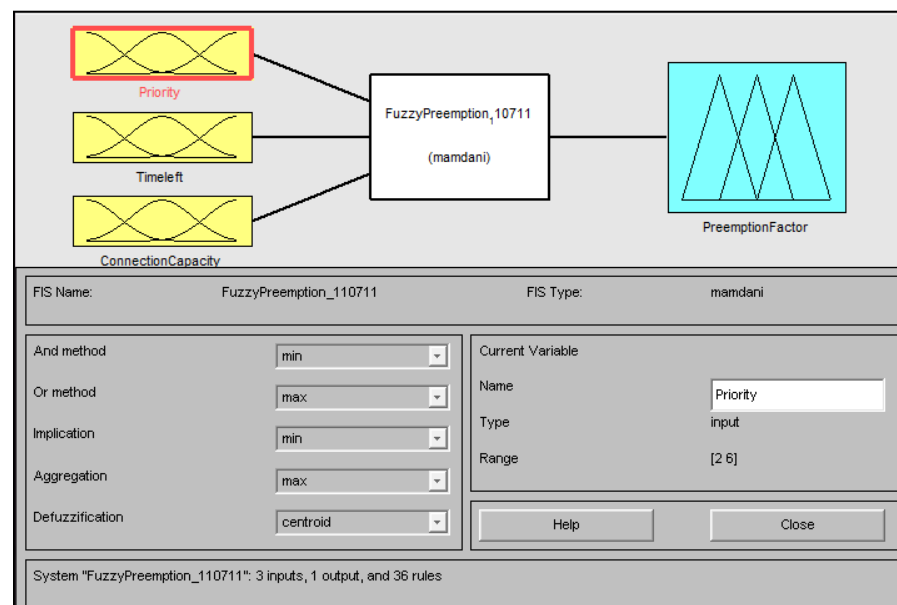 Priority
Timeleft
ConnectionCapacity
FuzzyPreemption_110711
(mamdani)
PreemptionFactor
FIS Name: FuzzyPreemption_110711 FIS Type: mamdani
And method min
Or method max
Implication min
Aggregation max
Defuzzification centroid
Current Variable
Name Priority
Type input
Range [2 6]
Help Close
System "FuzzyPreemption_110711": 3 inputs, 1 output, and 36 rules